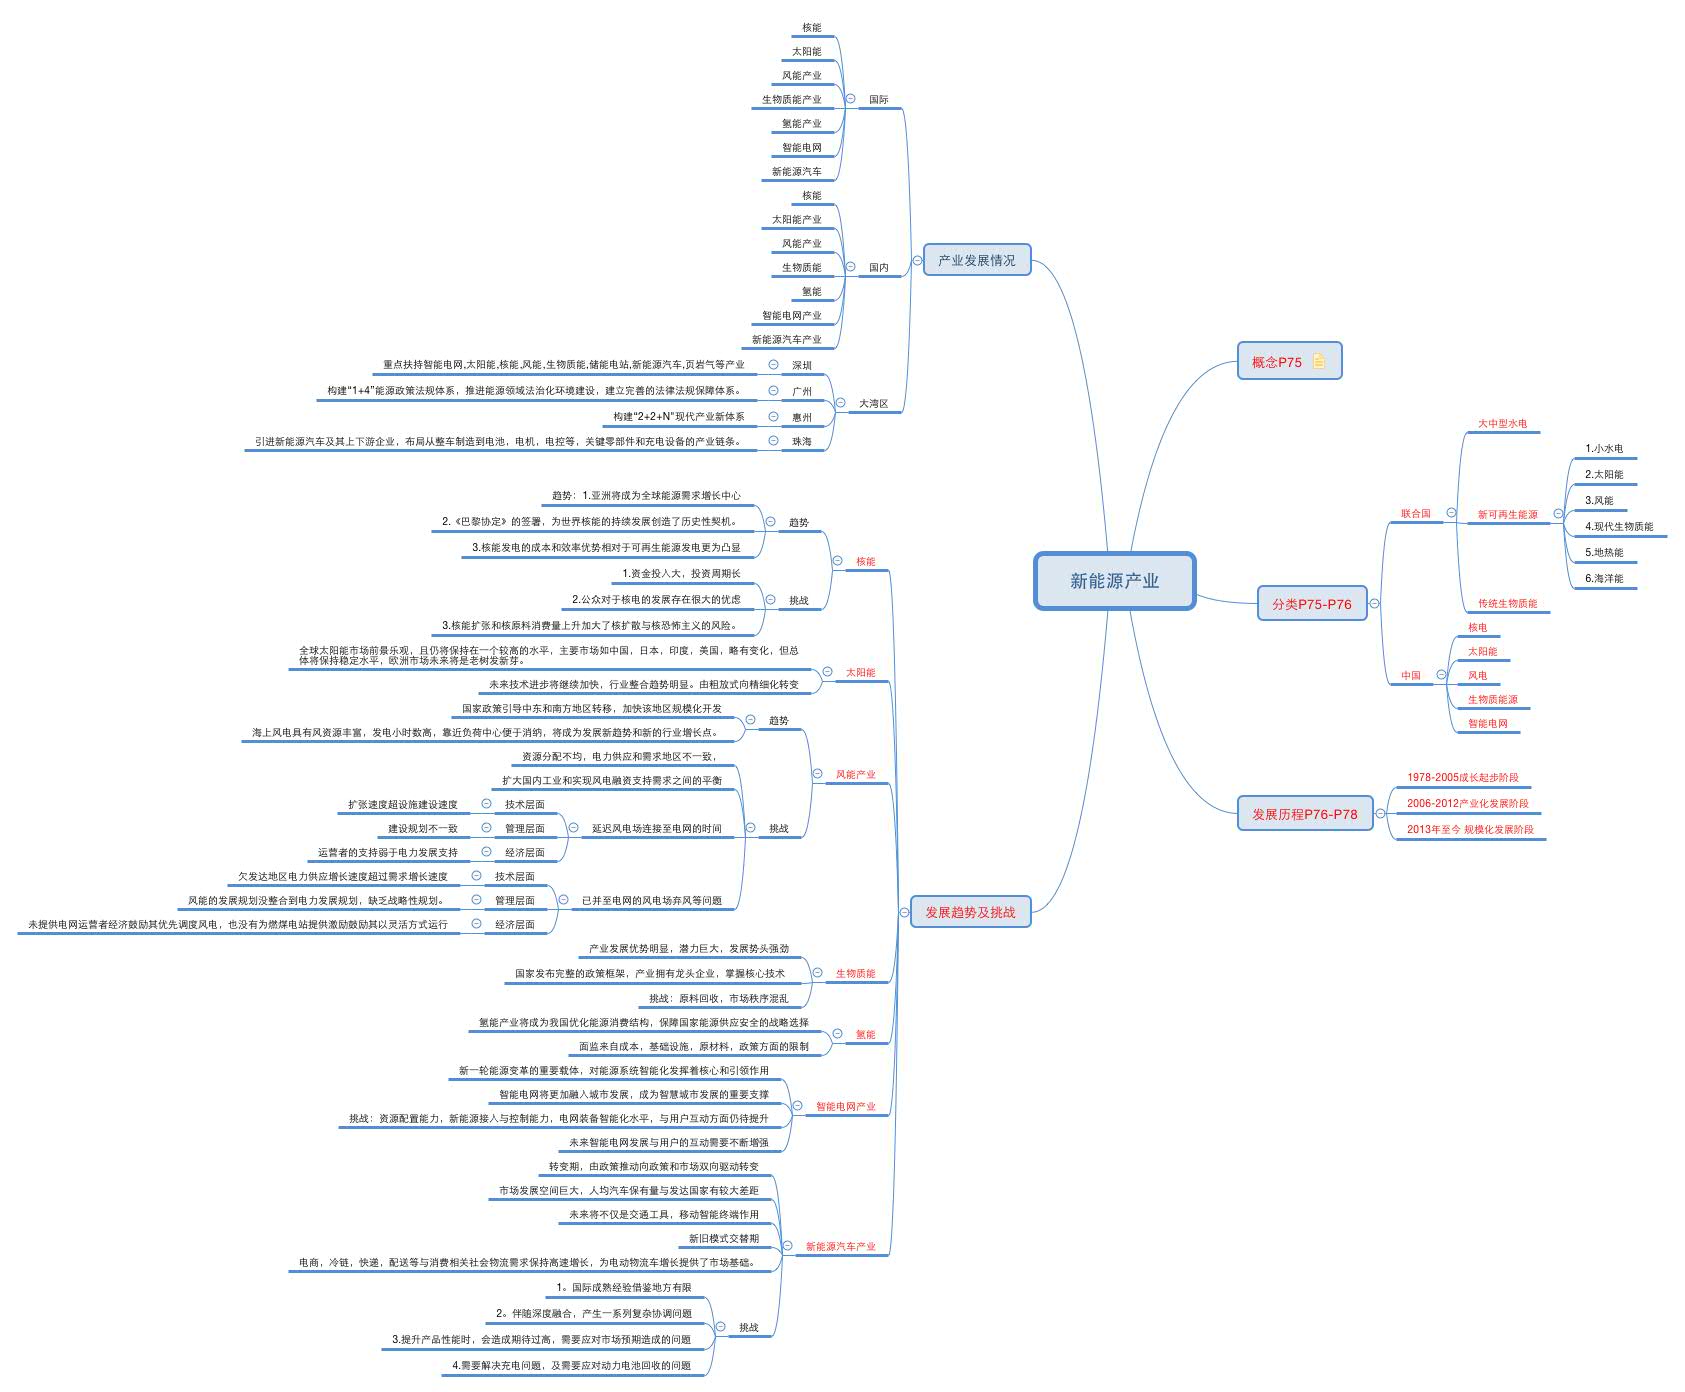 新能源产业
概念P75
分类P75-P76
联合国
大中型水电
新可再生能源
1.小水电
2.太阳能
3.风能
4.现代生物质能
5.地热能
6.海洋能
传统生物质能
中国
核电
太阳能
风电
生物质能源
智能电网
发展历程P76-P78
1978-2005成长起步阶段
2006-2012产业化发展阶段
2013年至今 规模化发展阶段
产业发展情况
国际
核能
太阳能
风能产业
生物质能产业
氢能产业
智能电网
新能源汽车
国内
核能
太阳能产业
风能产业
生物质能
氢能
智能电网产业
新能源汽车产业
大湾区
深圳
重点扶持智能电网,太阳能,核能,风能,生物质能,储能电站,新能源汽车,页岩气等产业
广州
构建“1+4”能源政策法规体系，推进能源领域法治化环境建设，建立完善的法律法规保障体系。
惠州
构建“2+2+N”现代产业新体系
珠海
引进新能源汽车及其上下游企业，布局从整车制造到电池，电机，电控等，关键零部件和充电设备的产业链条。
发展趋势及挑战
核能
趋势
趋势：1.亚洲将成为全球能源需求增长中心
2.《巴黎协定》的签署，为世界核能的持续发展创造了历史性契机。
3.核能发电的成本和效率优势相对于可再生能源发电更为凸显
挑战
1.资金投入大，投资周期长
2.公众对于核电的发展存在很大的忧虑
3.核能扩张和核原料消费量上升加大了核扩散与核恐怖主义的风险。
太阳能
全球太阳能市场前景乐观，且仍将保持在一个较高的水平，主要市场如中国，日本，印度，美国，略有变化，但总
体将保持稳定水平，欧洲市场未来将是老树发新芽。
未来技术进步将继续加快，行业整合趋势明显。由粗放式向精细化转变
风能产业
趋势
国家政策引导中东和南方地区转移，加快该地区规模化开发
海上风电具有风资源丰富，发电小时数高，靠近负荷中心便于消纳，将成为发展新趋势和新的行业增长点。
挑战
资源分配不均，电力供应和需求地区不一致，
扩大国内工业和实现风电融资支持需求之间的平衡
延迟风电场连接至电网的时间
技术层面
扩张速度超设施建设速度
管理层面
建设规划不一致
经济层面
运营者的支持弱于电力发展支持
已并至电网的风电场弃风等问题
技术层面
欠发达地区电力供应增长速度超过需求增长速度
管理层面
风能的发展规划没整合到电力发展规划，缺乏战略性规划。
经济层面
未提供电网运营者经济鼓励其优先调度风电，也没有为燃煤电站提供激励鼓励其以灵活方式运行
生物质能
产业发展优势明显，潜力巨大，发展势头强劲
国家发布完整的政策框架，产业拥有龙头企业，掌握核心技术
挑战：原料回收，市场秩序混乱
氢能
氢能产业将成为我国优化能源消费结构，保障国家能源供应安全的战略选择
面监来自成本，基础设施，原材料，政策方面的限制
智能电网产业
新一轮能源变革的重要载体，对能源系统智能化发挥着核心和引领作用
智能电网将更加融入城市发展，成为智慧城市发展的重要支撑
挑战：资源配置能力，新能源接入与控制能力，电网装备智能化水平，与用户互动方面仍待提升
未来智能电网发展与用户的互动需要不断增强
新能源汽车产业
转变期，由政策推动向政策和市场双向驱动转变
市场发展空间巨大，人均汽车保有量与发达国家有较大差距
未来将不仅是交通工具，移动智能终端作用
新旧模式交替期
电商，冷链，快递，配送等与消费相关社会物流需求保持高速增长，为电动物流车增长提供了市场基础。
挑战
1。国际成熟经验借鉴地方有限
2。伴随深度融合，产生一系列复杂协调问题
3.提升产品性能时，会造成期待过高，需要应对市场预期造成的问题
4.需要解决充电问题，及需要应对动力电池回收的问题